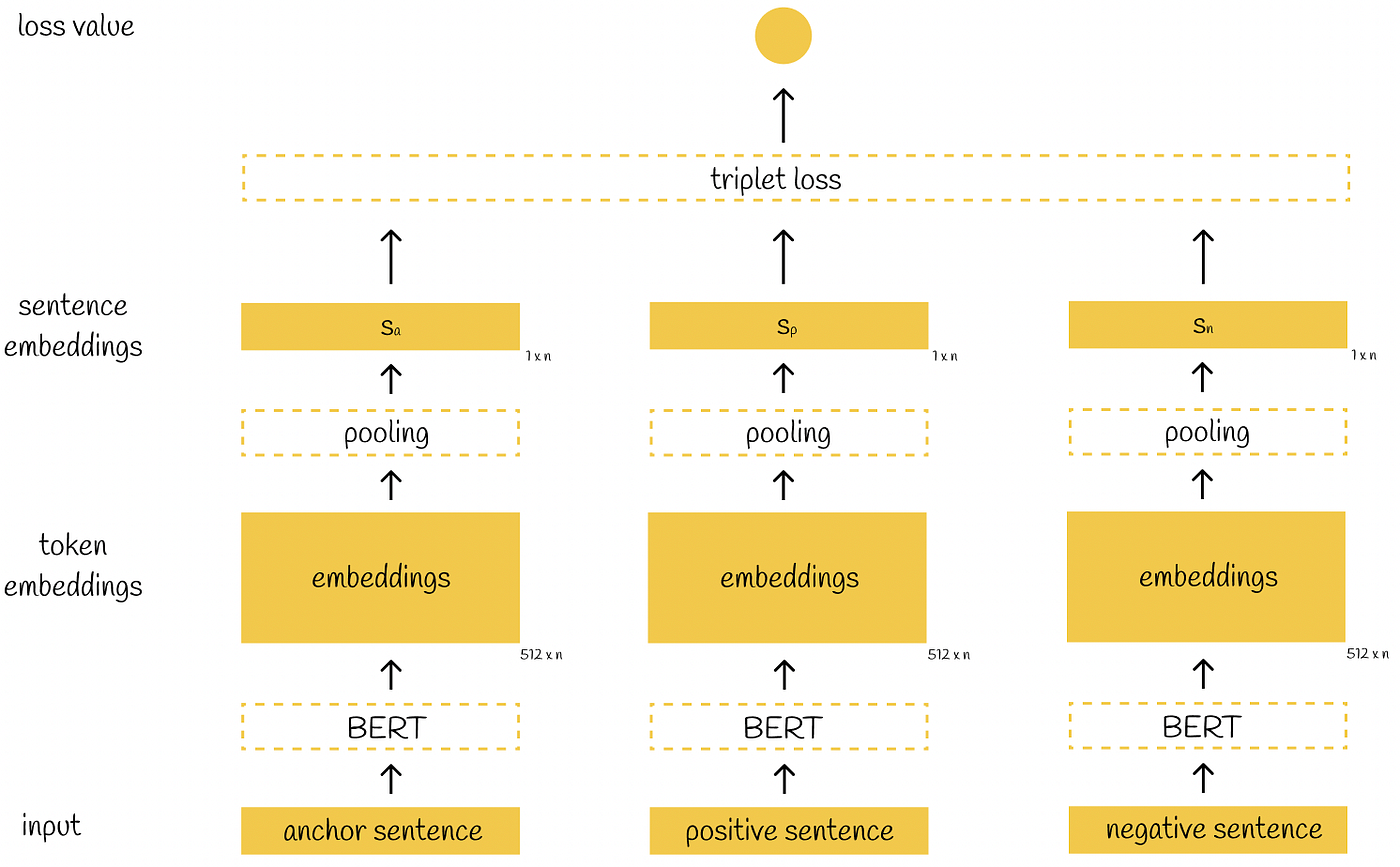 loss value
triplet loss
sentence
embeddings
Sa
1 x n
Sp
1 x n
Sn
1 x n
pooling
pooling
pooling
token
embeddings
embeddings
512 x n
embeddings
512 x n
embeddings
512 x n
BERT
BERT
BERT
input
anchor sentence
positive sentence
negative sentence